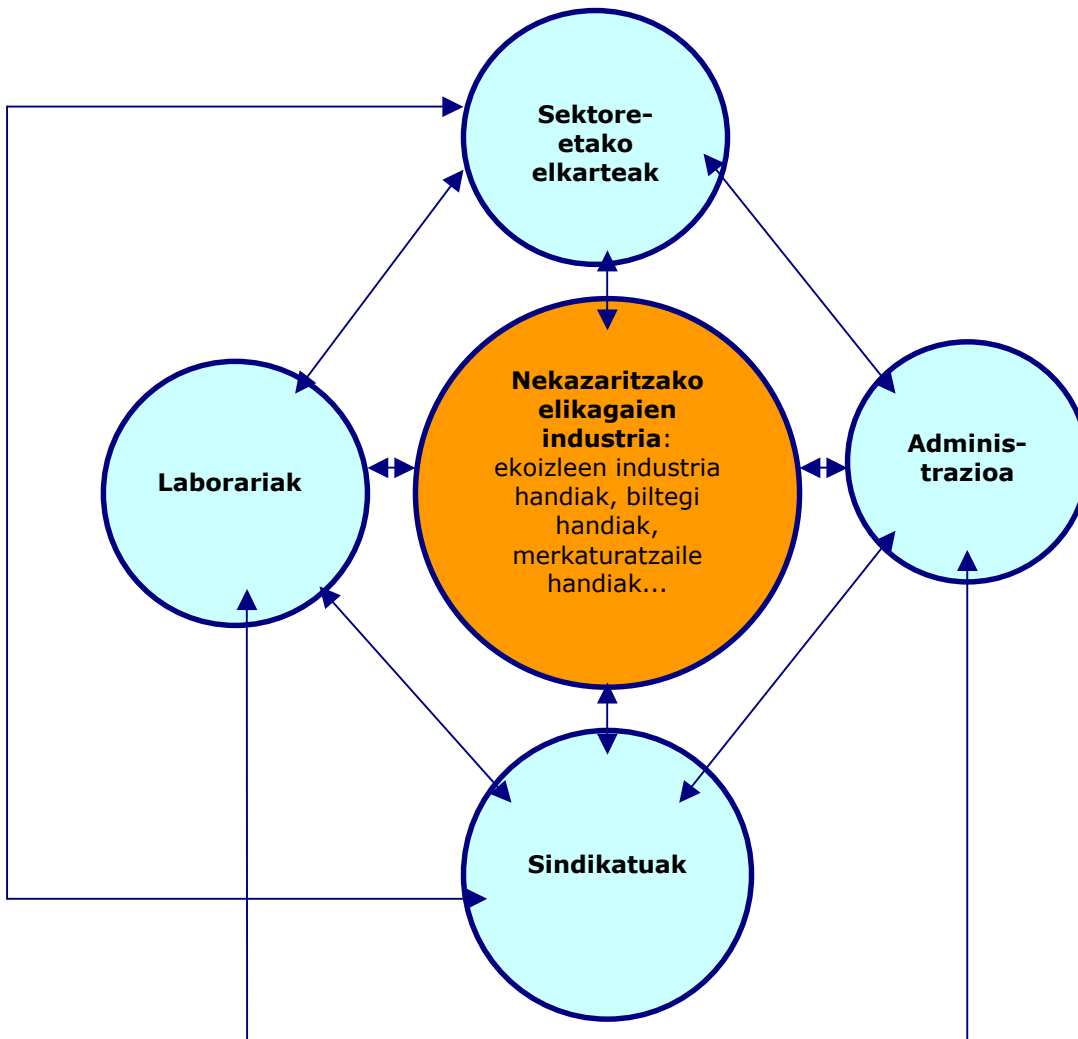 Sektore-
etako
elkarteak
Nekazaritzako
elikagaien
industria:
ekoizleen industria
handiak, biltegi
handiak,
merkaturatzaile
handiak...
Laborariak
Adminis-
trazioa
Sindikatuak